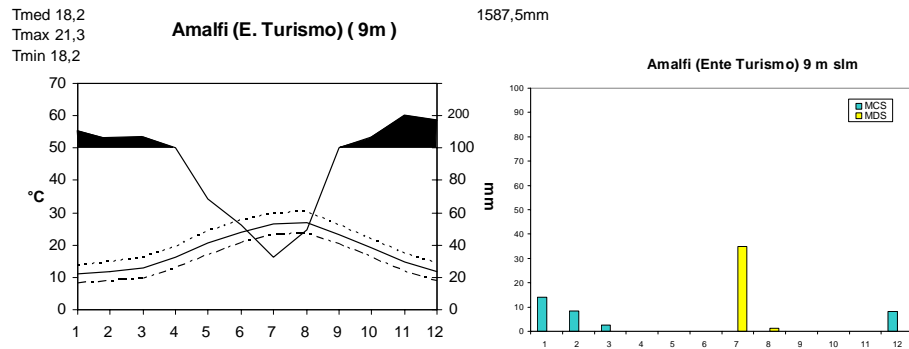 Tmed 18,2
Tmax 21,3
Tmin 18,2
Amalfi (E. Turismo) ( 9m )
1587,5mm
70
60
50
40
30
20
10
0
°C
200
100
80
60
40
20
0
1 2 3 4 5 6 7 8 9 10 11 12
Amalfi (Ente Turismo) 9 m slm
100
90
80
70
60
50
40
30
20
10
0
mm
MCS
MDS
1 2 3 4 5 6 7 8 9 10 11 12